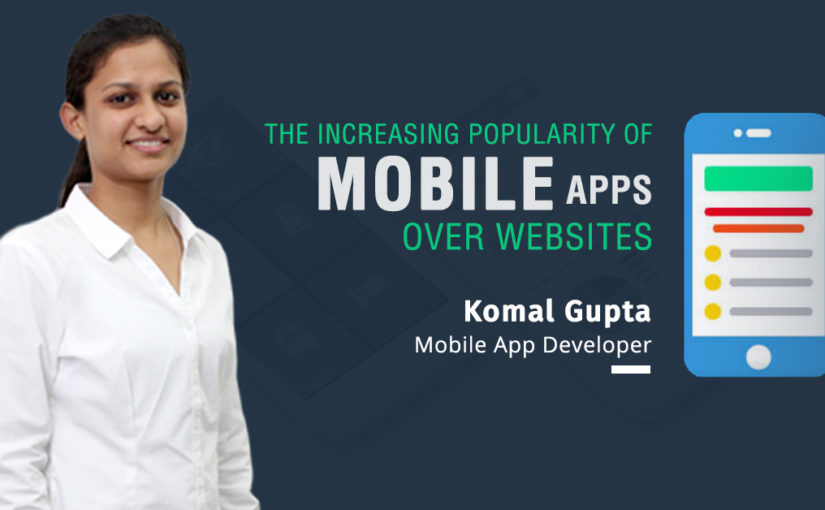 THE INCREASING POPULARITY OF
MOBILE APPS
OVER WEBSITES
Komal Gupta
Mobile App Developer